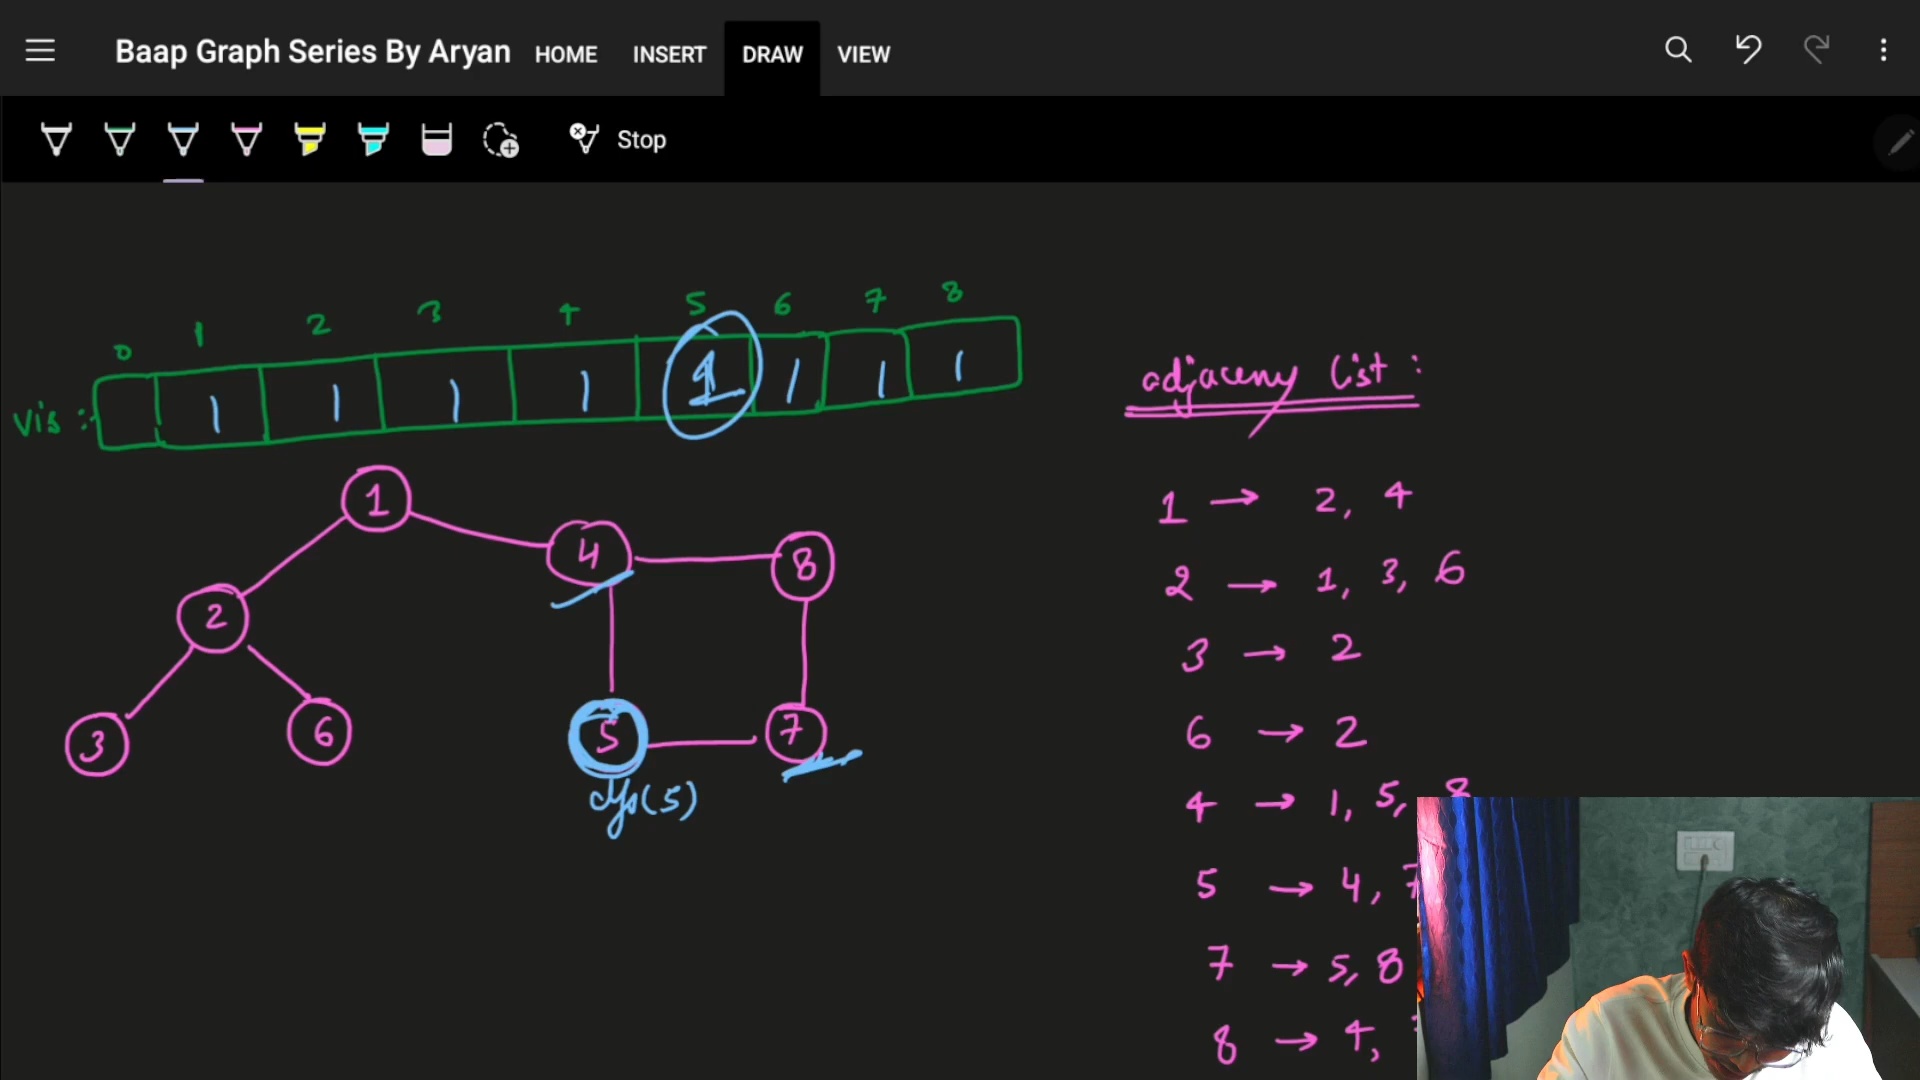 Baap Graph Series By Aryan HOME INSERT DRAW VIEW
Stop
0 1 2 3 4 5 6 7 8
vis : 1 1 1 1 1 1 1 1
1
4 8
2
3 6 5 7
dfs(5)
adjaceny list :
1 → 2, 4
2 → 1, 3, 6
3 → 2
6 → 2
4 → 1, 5, 8
5 → 4, 7
7 → 5, 8
8 → 4,